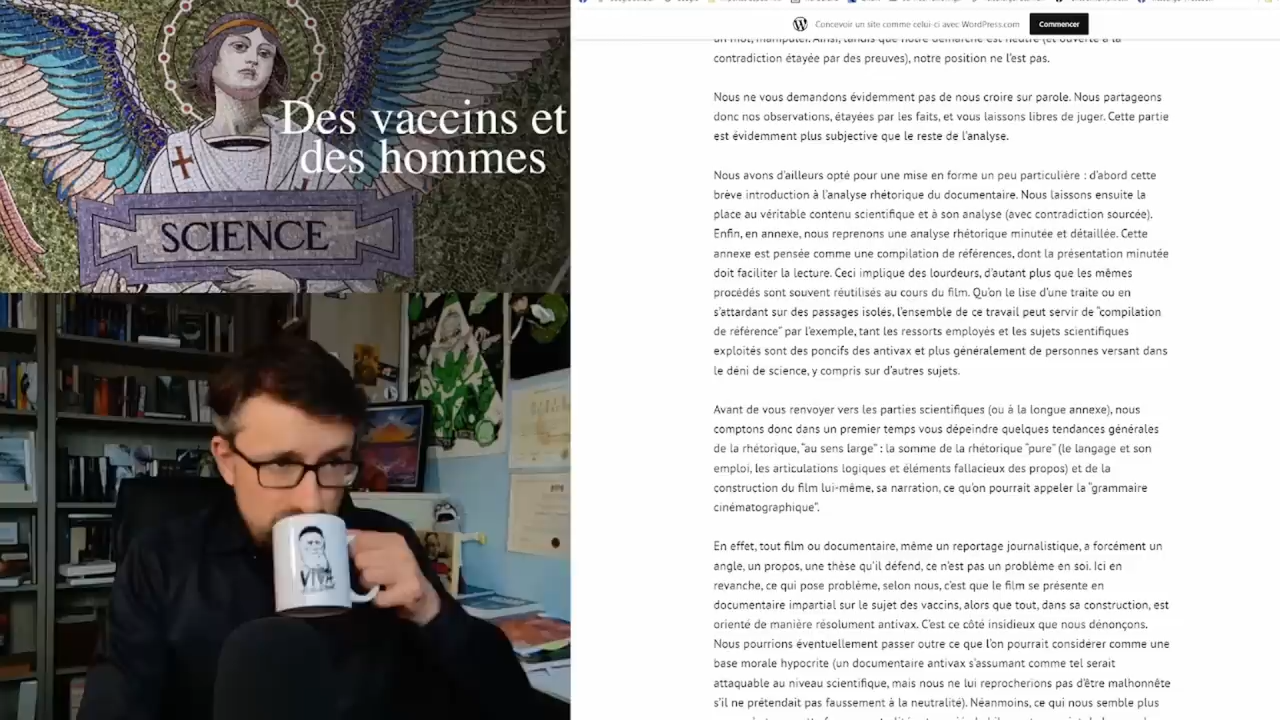 Des vaccins et
des hommes
SCIENCE
VIVE
Concevoir un site comme celui-ci avec WordPress.com
Commencer
un mot, manipuler. Ainsi, tandis que notre démarche est neutre (et ouverte à la
contradiction étayée par des preuves), notre position ne l'est pas.
Nous ne vous demandons évidemment pas de nous croire sur parole. Nous partageons
donc nos observations, étayées par les faits, et vous laissons libres de juger. Cette partie
est évidemment plus subjective que le reste de l'analyse.
Nous avons d'ailleurs opté pour une mise en forme un peu particulière : d'abord cette
brève introduction à l'analyse rhétorique du documentaire. Nous laissons ensuite la
place au véritable contenu scientifique et à son analyse (avec contradiction sourcée).
Enfin, en annexe, nous reprenons une analyse rhétorique minutée et détaillée. Cette
annexe est pensée comme une compilation de références, dont la présentation minutée
doit faciliter la lecture. Ceci implique des lourdeurs, d'autant plus que les mêmes
procédés sont souvent réutilisés au cours du film. Qu'on le lise d'une traite ou en
s'attardant sur des passages isolés, l'ensemble de ce travail peut servir de "compilation
de référence" par l'exemple, tant les ressorts employés et les sujets scientifiques
exploités sont des poncifs des antivax et plus généralement de personnes versant dans
le déni de science, y compris sur d'autres sujets.
Avant de vous renvoyer vers les parties scientifiques (ou à la longue annexe), nous
comptons donc dans un premier temps vous dépeindre quelques tendances générales
de la rhétorique, "au sens large" : la somme de la rhétorique "pure" (le langage et son
emploi, les articulations logiques et éléments fallacieux des propos) et de la
construction du film lui-même, sa narration, ce qu'on pourrait appeler la "grammaire
cinématographique".
En effet, tout film ou documentaire, même un reportage journalistique, a forcément un
angle, un propos, une thèse qu'il défend, ce n'est pas un problème en soi. Ici en
revanche, ce qui pose problème, selon nous, c'est que le film se présente en
documentaire impartial sur le sujet des vaccins, alors que tout, dans sa construction, est
orienté de manière résolument antivax. C'est ce côté insidieux que nous dénonçons.
Nous pourrions éventuellement passer outre ce que l'on pourrait considérer comme une
base morale hypocrite (un documentaire antivax s'assumant comme tel serait
attaquable au niveau scientifique, mais nous ne lui reprocherions pas d'être malhonnête
s'il ne prétendait pas faussement à la neutralité). Néanmoins, ce qui nous semble plus